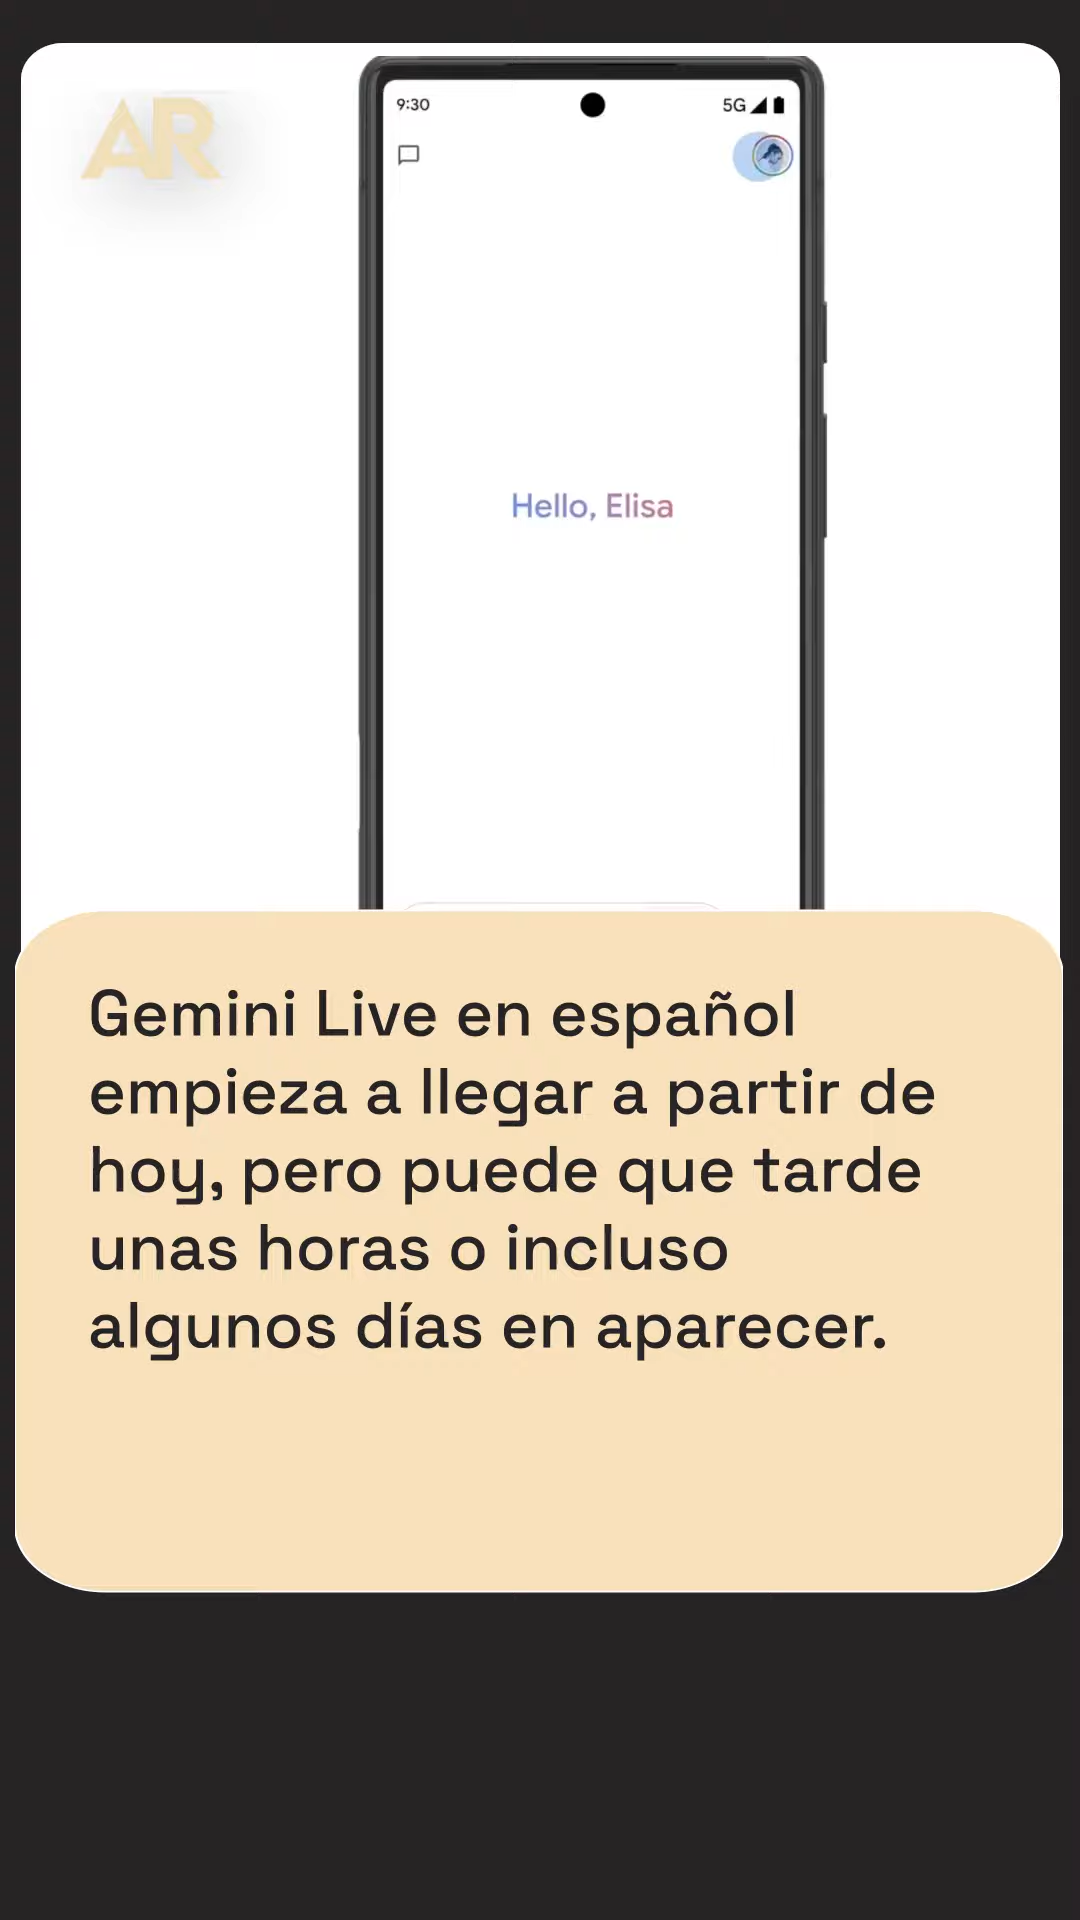 AR
9:30
5G
Hello, Elisa
Gemini Live en español
empieza a llegar a partir de
hoy, pero puede que tarde
unas horas o incluso
algunos días en aparecer.